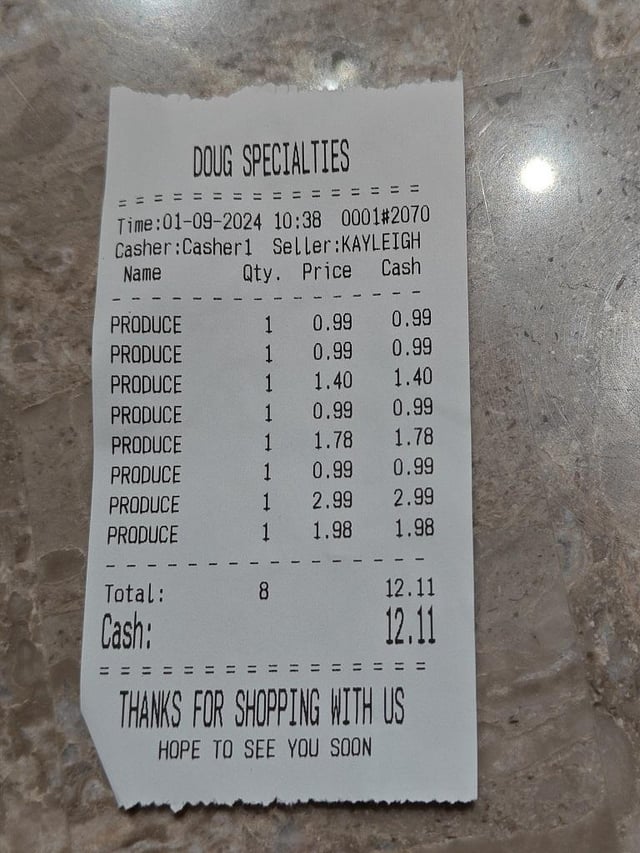 DOUG SPECIALTIES
================
Time:01-09-2024 10:38 0001#2070
Casher:Casher1 Seller:KAYLEIGH
Name Qty. Price Cash
- - - - - - - - - - - - - - - -
PRODUCE 1 0.99 0.99
PRODUCE 1 0.99 0.99
PRODUCE 1 1.40 1.40
PRODUCE 1 0.99 0.99
PRODUCE 1 1.78 1.78
PRODUCE 1 0.99 0.99
PRODUCE 1 2.99 2.99
PRODUCE 1 1.98 1.98
- - - - - - - - - - - - - - - -
Total: 8 12.11
Cash: 12.11
================
THANKS FOR SHOPPING WITH US
HOPE TO SEE YOU SOON